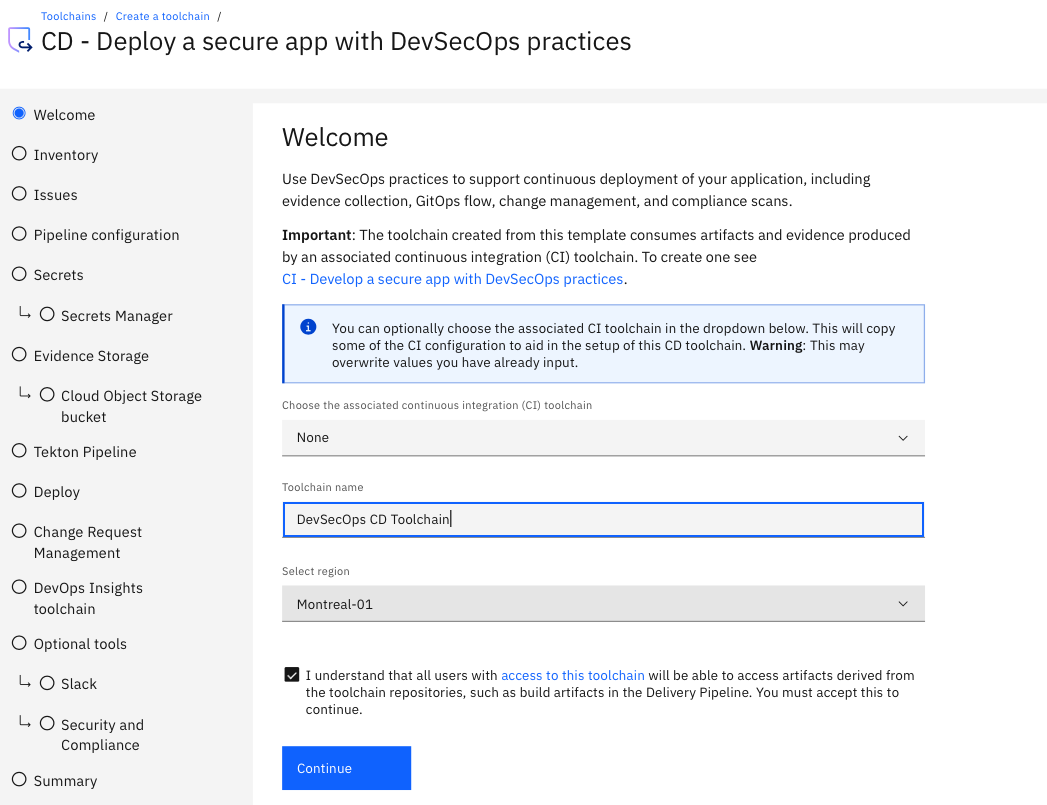 Toolchains / Create a toolchain /
CD - Deploy a secure app with DevSecOps practices
Welcome
Inventory
Issues
Pipeline configuration
Secrets
Secrets Manager
Evidence Storage
Cloud Object Storage
bucket
Tekton Pipeline
Deploy
Change Request
Management
DevOps Insights
toolchain
Optional tools
Slack
Security and
Compliance
Summary
Welcome
Use DevSecOps practices to support continuous deployment of your application, including
evidence collection, GitOps flow, change management, and compliance scans.
Important: The toolchain created from this template consumes artifacts and evidence produced
by an associated continuous integration (CI) toolchain. To create one see
CI - Develop a secure app with DevSecOps practices.
You can optionally choose the associated CI toolchain in the dropdown below. This will copy
some of the CI configuration to aid in the setup of this CD toolchain. Warning: This may
overwrite values you have already input.
Choose the associated continuous integration (CI) toolchain
None
Toolchain name
DevSecOps CD Toolchain
Select region
Montreal-01
I understand that all users with access to this toolchain will be able to access artifacts derived from
the toolchain repositories, such as build artifacts in the Delivery Pipeline. You must accept this to
continue.
Continue